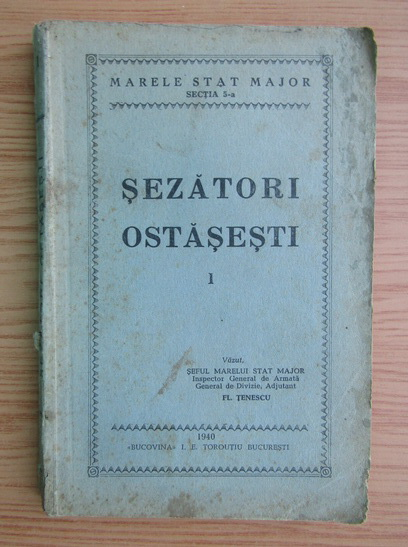 MARELE STAT MAJOR
SECȚIA 5-a
ȘEZĂTORI
OSTĂȘEȘTI
1
Văzut,
ȘEFUL MARELUI STAT MAJOR
Inspector General de Armată
General de Divizie, Adjutant
FL. ȚENESCU
1940
«BUCOVINA» I. E. TOROUȚIU BUCUREȘTI